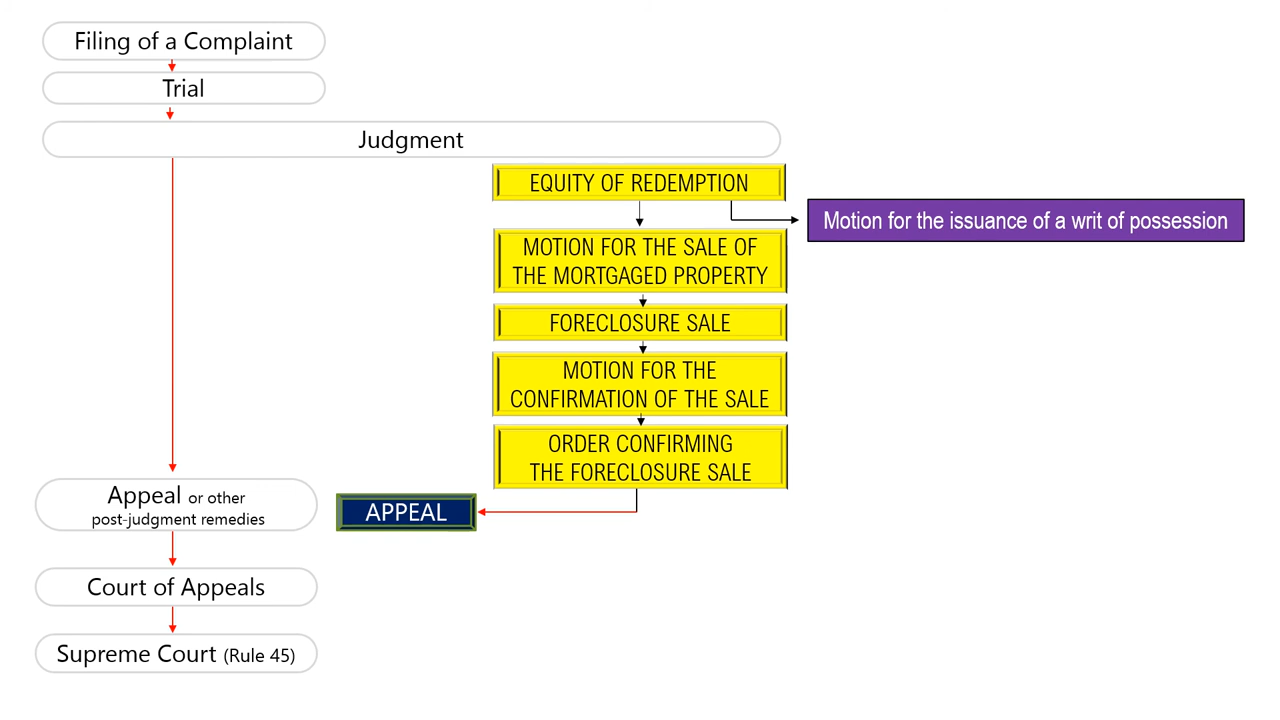 Filing of a Complaint
Trial
Judgment
EQUITY OF REDEMPTION
Motion for the issuance of a writ of possession
MOTION FOR THE SALE OF
THE MORTGAGED PROPERTY
FORECLOSURE SALE
MOTION FOR THE
CONFIRMATION OF THE SALE
ORDER CONFIRMING
THE FORECLOSURE SALE
Appeal or other
post-judgment remedies
APPEAL
Court of Appeals
Supreme Court (Rule 45)